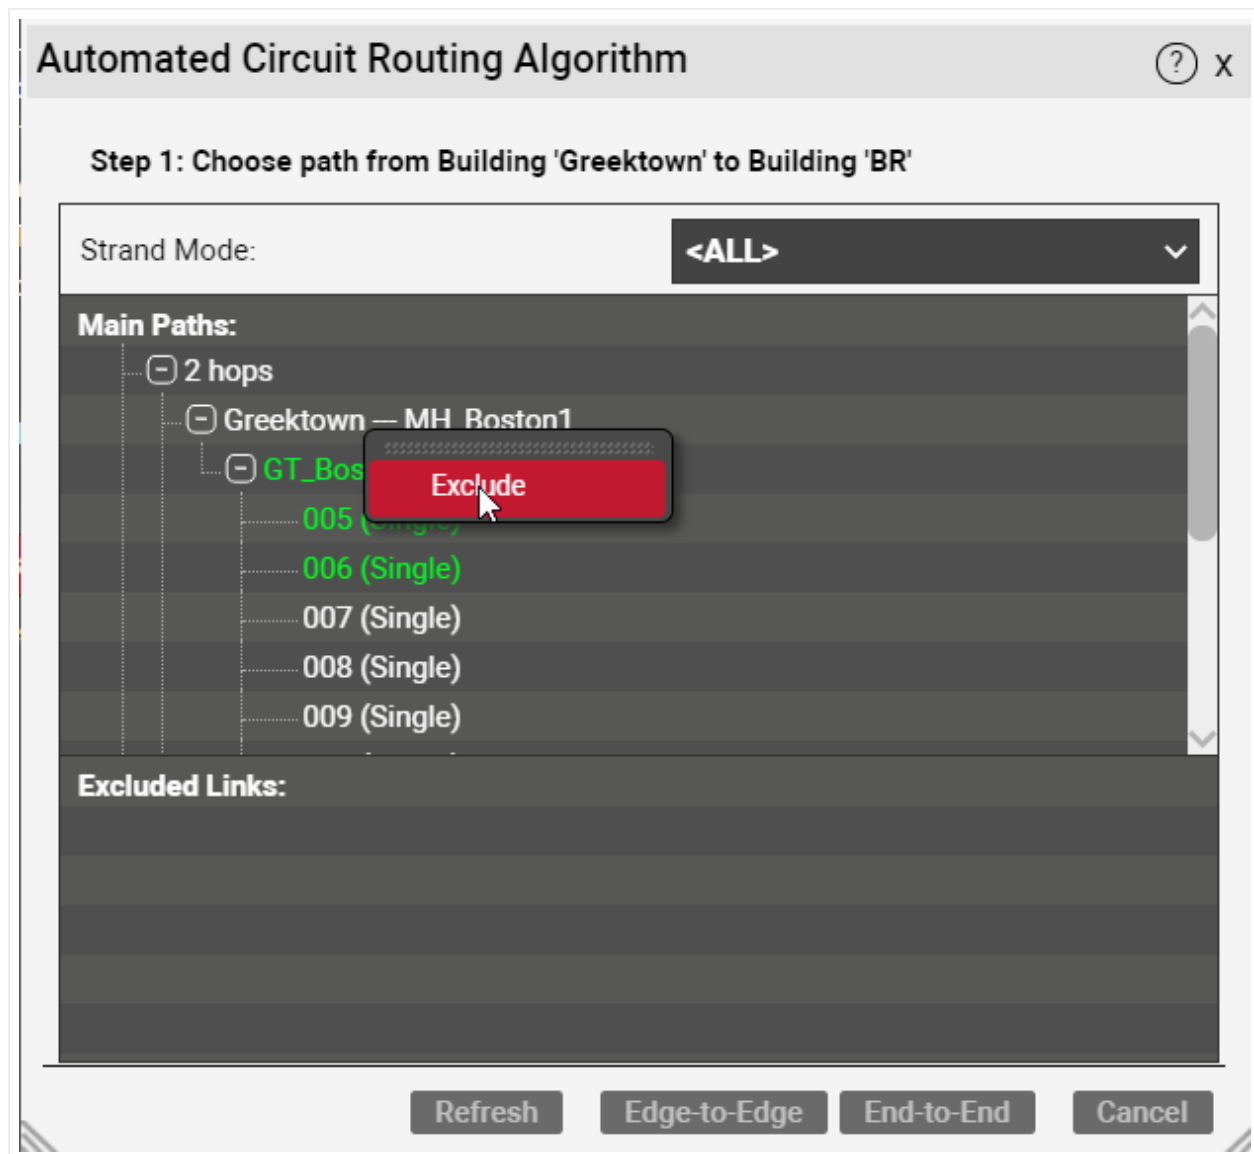 Automated Circuit Routing Algorithm ? X
Step 1: Choose path from Building 'Greektown' to Building 'BR'
Strand Mode: <ALL>
Main Paths:
2 hops
Greektown --- MH_Boston1
GT_Bos
Exclude
005 (Single)
006 (Single)
007 (Single)
008 (Single)
009 (Single)
Excluded Links:
Refresh Edge-to-Edge End-to-End Cancel